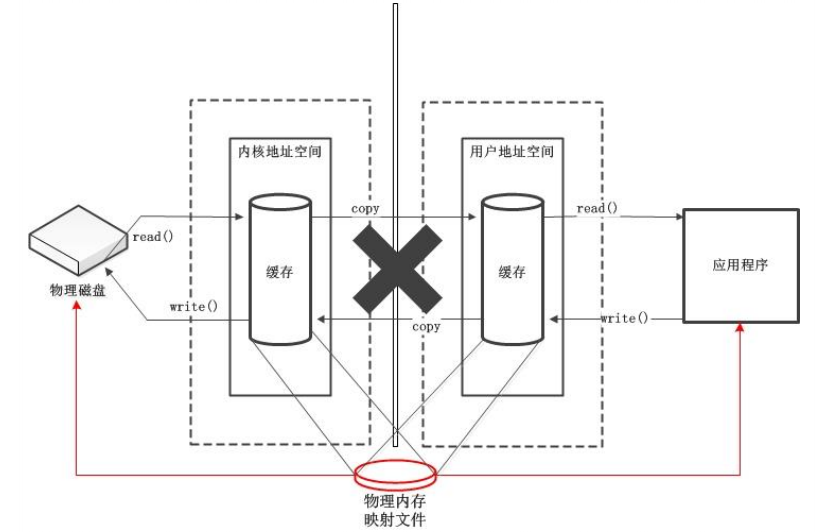 内核地址空间
用户地址空间
copy
read()
read()
缓存
缓存
应用程序
物理磁盘
write()
copy
write()
物理内存
映射文件